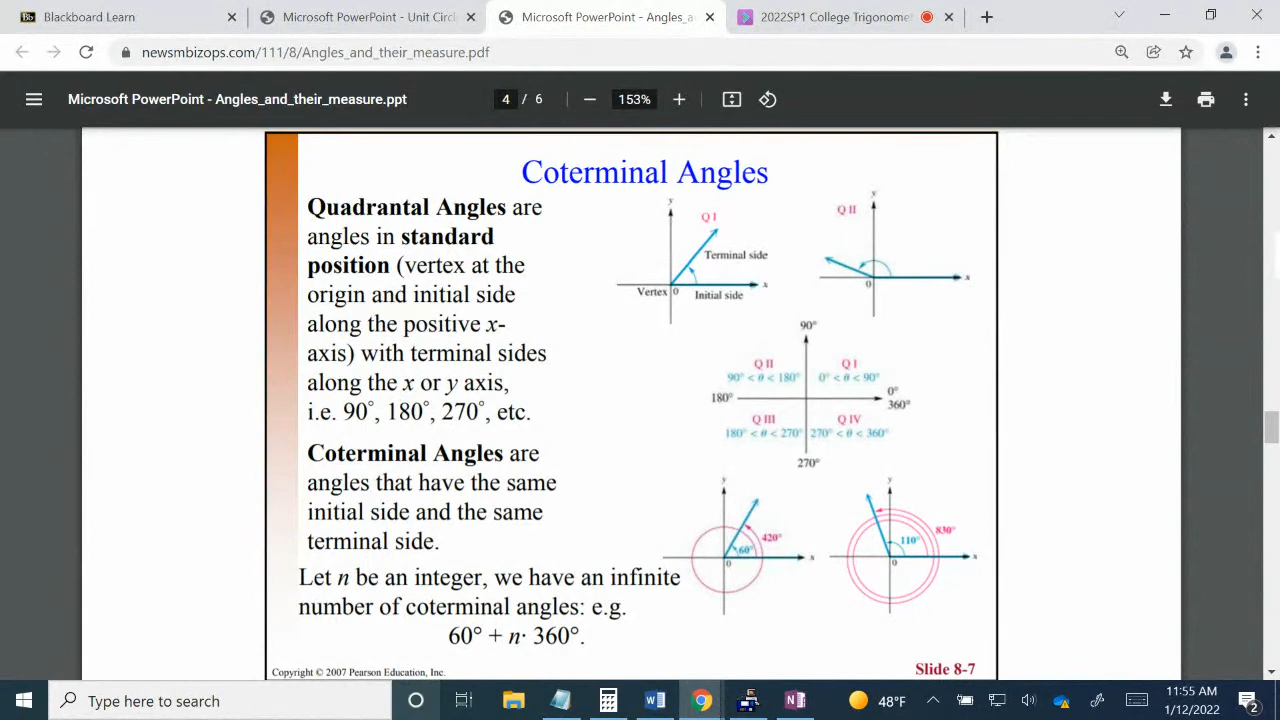 Blackboard Learn
Microsoft PowerPoint - Unit Circl
Microsoft PowerPoint - Angles_a
2022SP1 College Trigonomet
newsmbizops.com/111/8/Angles_and_their_measure.pdf
Microsoft PowerPoint - Angles_and_their_measure.ppt
4 / 6
153%
Coterminal Angles
Quadrantal Angles are
angles in standard
position (vertex at the
origin and initial side
along the positive x-
axis) with terminal sides
along the x or y axis,
i.e. 90°, 180°, 270°, etc.
Coterminal Angles are
angles that have the same
initial side and the same
terminal side.
Let n be an integer, we have an infinite
number of coterminal angles: e.g.
60° + n· 360°.
y
Q I
Terminal side
x
Vertex 0
Initial side
y
Q II
0
x
90°
Q II
90° < θ < 180°
Q I
0° < θ < 90°
180°
0°
360°
Q III
180° < θ < 270°
Q IV
270° < θ < 360°
270°
y
420°
60°
0
x
y
830°
110°
0
x
Copyright © 2007 Pearson Education, Inc.
Slide 8-7
Type here to search
48°F
11:55 AM
1/12/2022
2